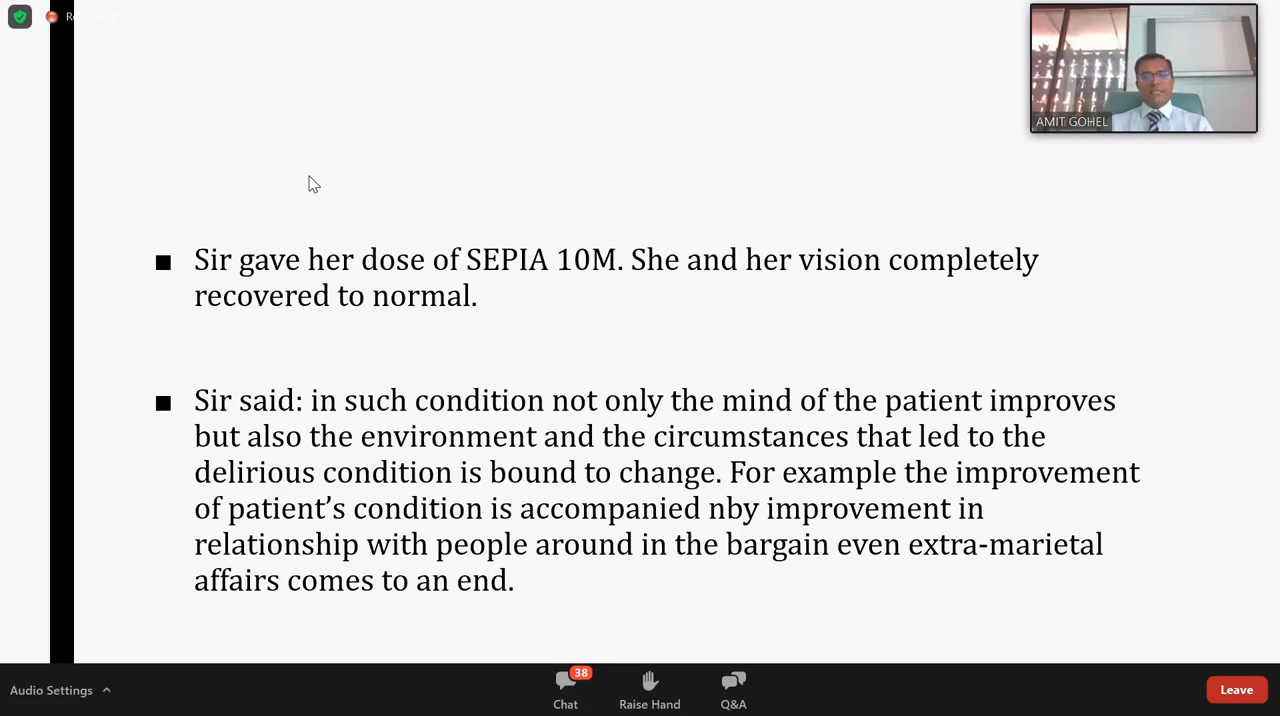 Recording
AMIT GOHEL
Sir gave her dose of SEPIA 10M. She and her vision completely
recovered to normal.
Sir said: in such condition not only the mind of the patient improves
but also the environment and the circumstances that led to the
delirious condition is bound to change. For example the improvement
of patient’s condition is accompanied nby improvement in
relationship with people around in the bargain even extra-marietal
affairs comes to an end.
Audio Settings
38
Chat
Raise Hand
Q&A
Leave